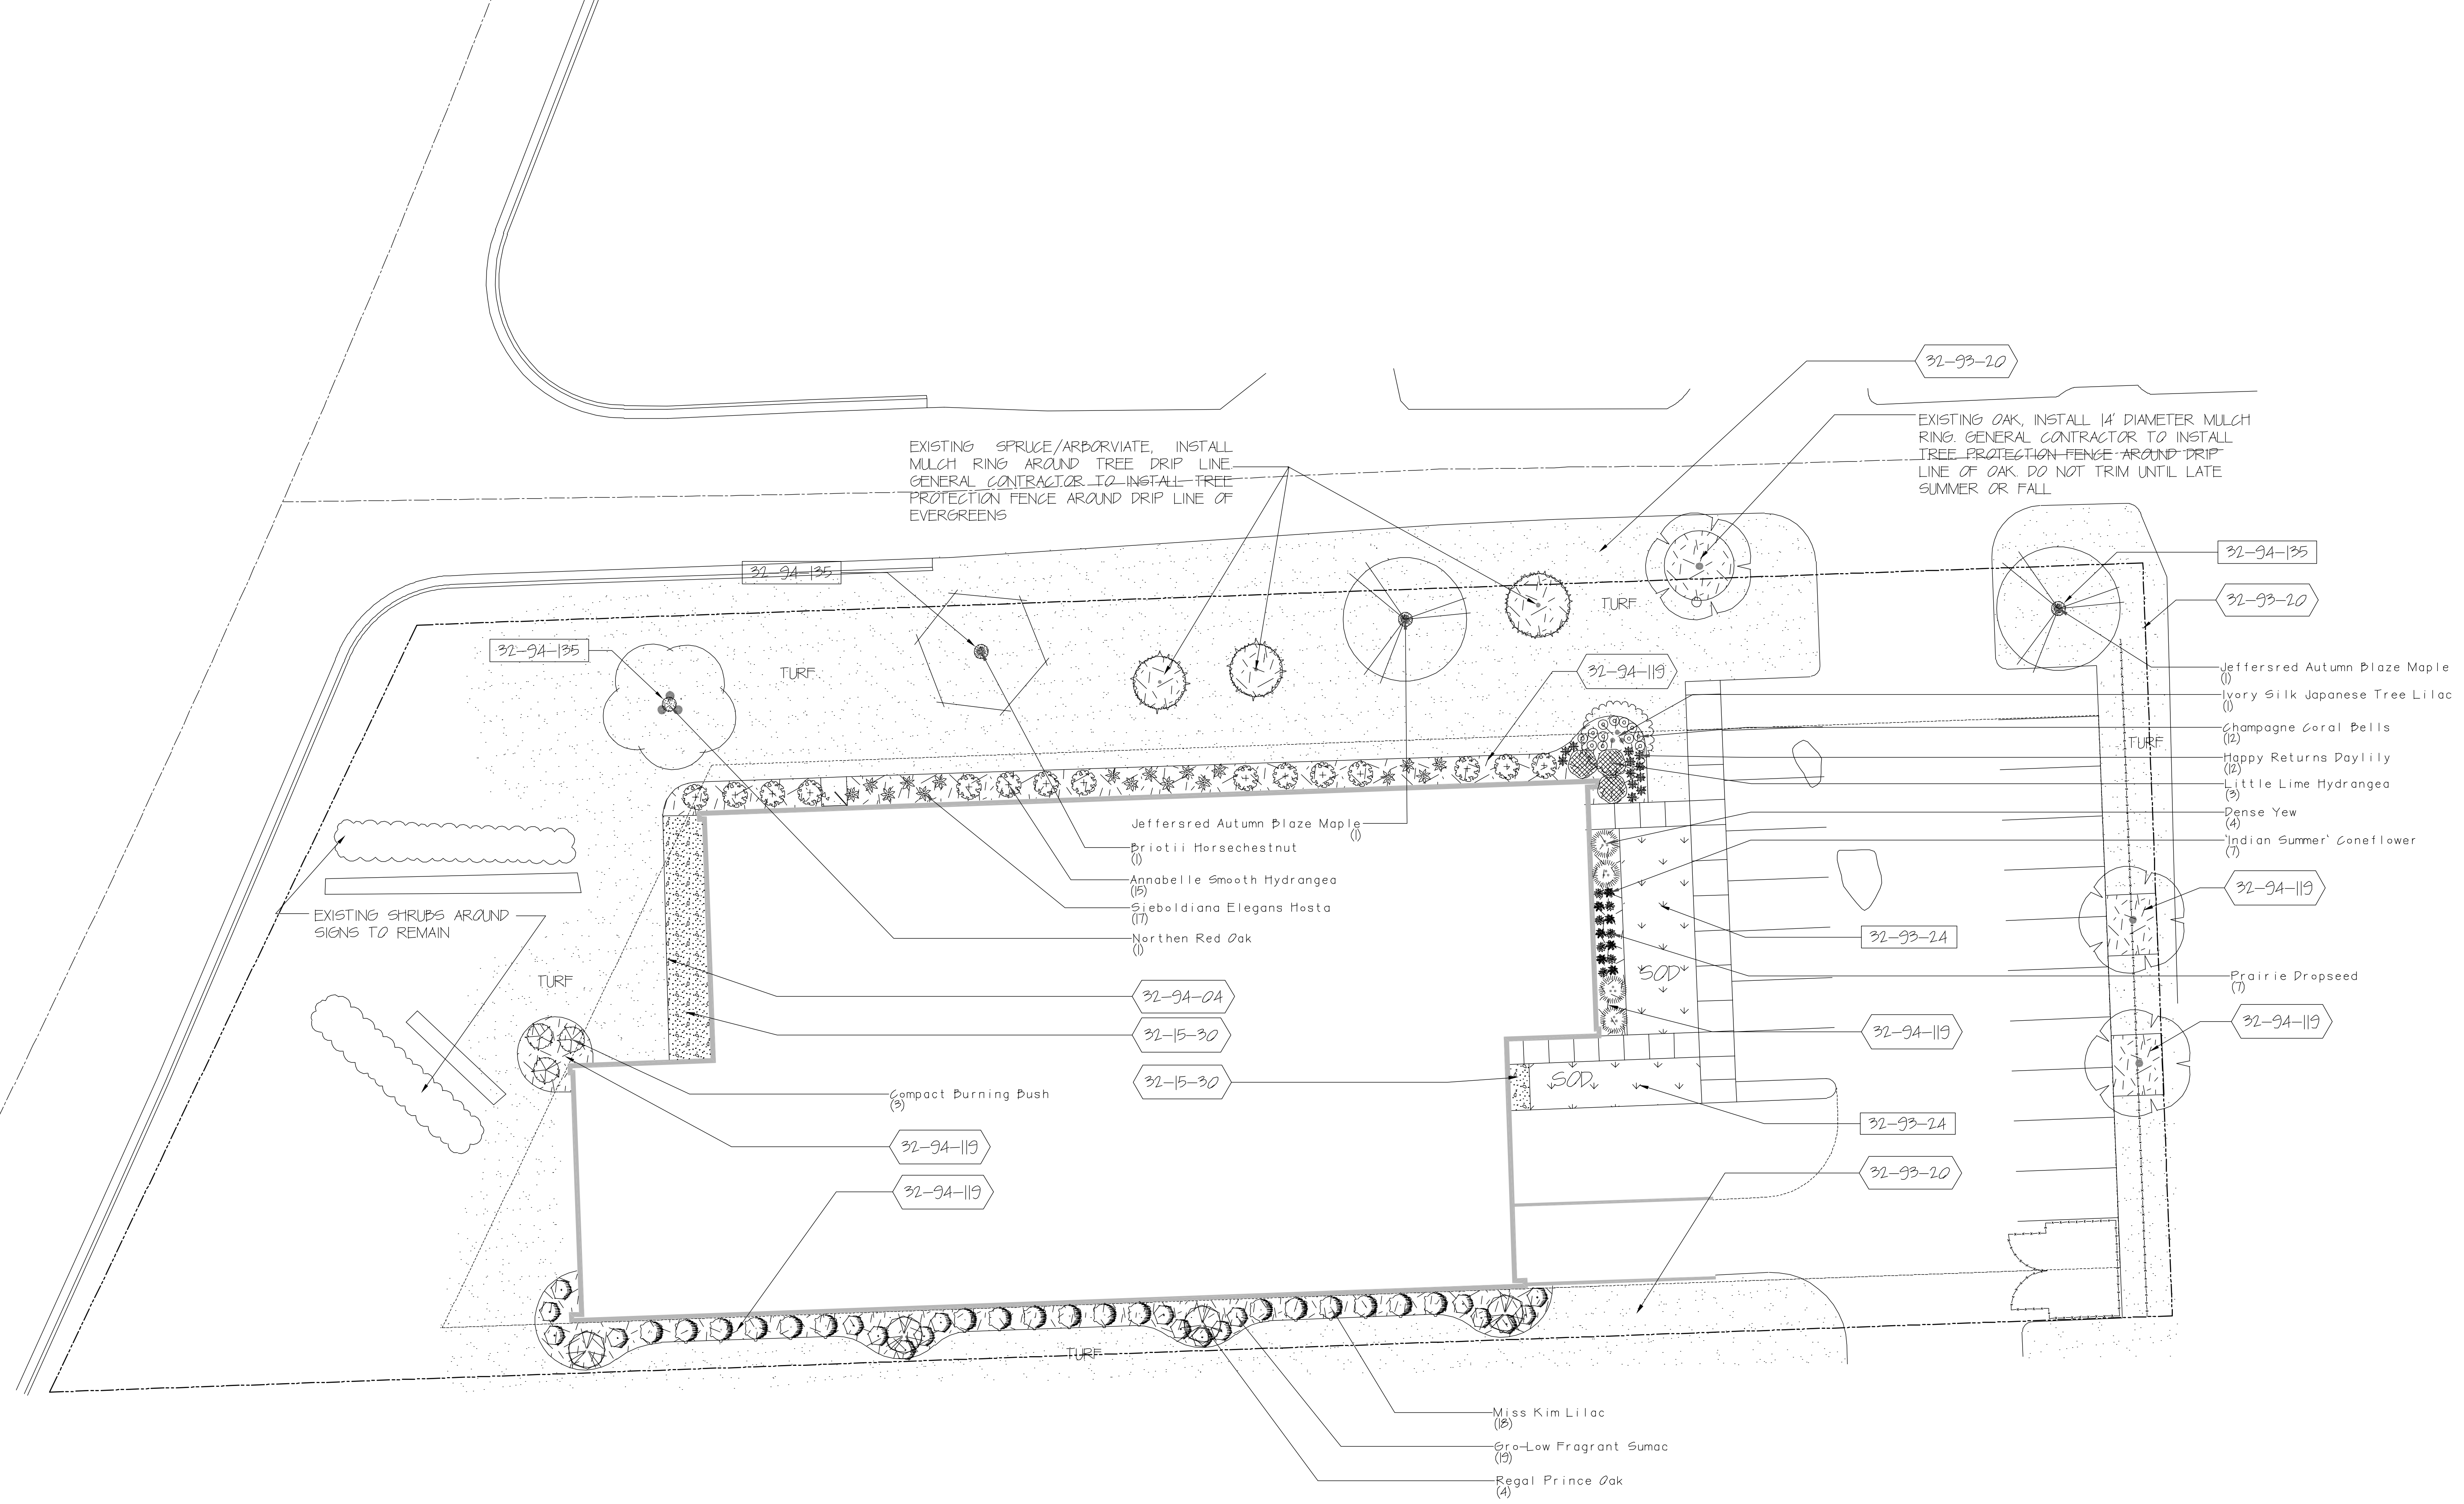 32-93-20
EXISTING SPRUCE/ARBORVIATE, INSTALL
MULCH RING AROUND TREE DRIP LINE.
GENERAL CONTRACTOR TO INSTALL TREE
PROTECTION FENCE AROUND DRIP LINE OF
EVERGREENS
EXISTING OAK, INSTALL 14' DIAMETER MULCH
RING. GENERAL CONTRACTOR TO INSTALL
TREE PROTECTION FENCE AROUND DRIP
LINE OF OAK. DO NOT TRIM UNTIL LATE
SUMMER OR FALL
32-94-135
32-94-135
32-93-20
TURF
32-94-135
TURF
32-94-119
Jeffersred Autumn Blaze Maple
(1)
Ivory Silk Japanese Tree Lilac
(1)
Champagne Coral Bells
(12)
TURF
Happy Returns Daylily
(12)
Little Lime Hydrangea
(3)
Dense Yew
(4)
'Indian Summer' Coneflower
(7)
Jeffersred Autumn Blaze Maple
(1)
Briotii Horsechestnut
(1)
Annabelle Smooth Hydrangea
(15)
Sieboldiana Elegans Hosta
(17)
Northen Red Oak
(1)
32-94-119
EXISTING SHRUBS AROUND
SIGNS TO REMAIN
32-93-24
SOD
Prairie Dropseed
(7)
TURF
32-94-04
32-15-30
32-94-119
32-94-119
32-15-30
SOD
Compact Burning Bush
(3)
32-93-24
32-94-119
32-93-20
32-94-119
TURF
Miss Kim Lilac
(18)
Gro-Low Fragrant Sumac
(19)
Regal Prince Oak
(4)